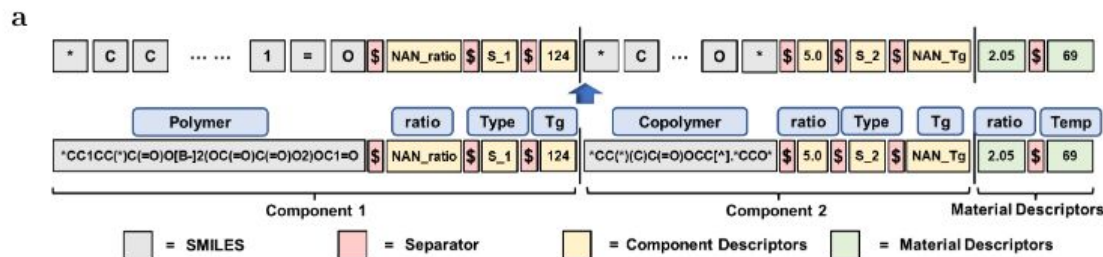 a
* C C ... ... 1 = O $ NAN_ratio $ S_1 $ 124 * C ... O * $ 5.0 $ S_2 $ NAN_Tg 2.05 $ 69
Polymer ratio Type Tg Copolymer ratio Type Tg ratio Temp
*CC1CC(*)C(=O)O[B-]2(OC(=O)C(=O)O2)OC1=O $ NAN_ratio $ S_1 $ 124 *CC(*)(C)C(=O)OCC[^].*CCO* $ 5.0 $ S_2 $ NAN_Tg 2.05 $ 69
Component 1 Component 2 Material Descriptors
= SMILES = Separator = Component Descriptors = Material Descriptors